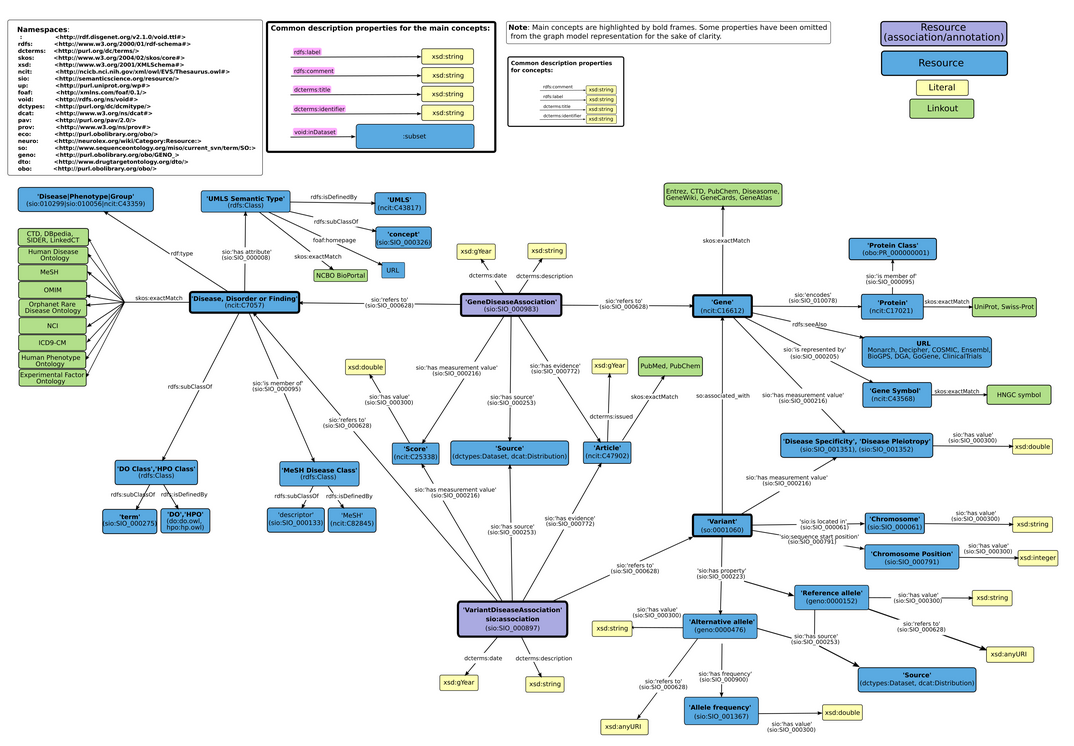 Namespaces:
: <http://rdf.disgenet.org/v2.1.0/void.ttl#>
rdfs: <http://www.w3.org/2000/01/rdf-schema#>
dcterms: <http://purl.org/dc/terms/>
skos: <http://www.w3.org/2004/02/skos/core#>
xsd: <http://www.w3.org/2001/XMLSchema#>
ncit: <http://ncicb.nci.nih.gov/xml/owl/EVS/Thesaurus.owl#>
sio: <http://semanticscience.org/resource/>
up: <http://purl.uniprot.org/wp#>
foaf: <http://xmlns.com/foaf/0.1/>
void: <http://rdfs.org/ns/void#>
dctypes: <http://purl.org/dc/dcmitype/>
dcat: <http://www.w3.org/ns/dcat#>
pav: <http://purl.org/pav/2.0/>
prov: <http://www.w3.org/ns/prov#>
eco: <http://purl.obolibrary.org/obo/>
neuro: <http://neurolex.org/wiki/Category:Resource:>
so: <http://www.sequenceontology.org/miso/current_svn/term/SO:>
geno: <http://purl.obolibrary.org/obo/GENO_>
dto: <http://www.drugtargetontology.org/dto/>
obo: <http://purl.obolibrary.org/obo/>
Common description properties for the main concepts:
rdfs:label
xsd:string
rdfs:comment
xsd:string
dcterms:title
xsd:string
dcterms:identifier
xsd:string
void:inDataset
:subset
Note: Main concepts are highlighted by bold frames. Some properties have been omitted
from the graph model representation for the sake of clarity.
Common description properties
for concepts:
rdfs:comment
xsd:string
rdfs:label
xsd:string
dcterms:title
xsd:string
dcterms:identifier
xsd:string
Resource
(association/annotation)
Resource
Literal
Linkout
'Disease|Phenotype|Group'
(sio:010299|sio:010056|ncit:C43359)
'UMLS Semantic Type'
(rdfs:Class)
rdfs:isDefinedBy
'UMLS'
(ncit:C43817)
rdfs:subClassOf
'concept'
(sio:SIO_000326)
foaf:homepage
URL
skos:exactMatch
NCBO BioPortal
CTD, DBpedia,
SIDER, LinkedCT
Human Disease
Ontology
MeSH
OMIM
Orphanet Rare
Disease Ontology
NCI
ICD9-CM
Human Phenotype
Ontology
Experimental Factor
Ontology
skos:exactMatch
rdf:type
sio:'has attribute'
(sio:SIO_000008)
'Disease, Disorder or Finding'
(ncit:C7057)
sio:'refers to'
(sio:SIO_000628)
xsd:gYear
xsd:string
dcterms:date
dcterms:description
'GeneDiseaseAssociation'
(sio:SIO_000983)
sio:'refers to'
(sio:SIO_000628)
Entrez, CTD, PubChem, Diseasome,
GeneWiki, GeneCards, GeneAtlas
skos:exactMatch
'Gene'
(ncit:C16612)
sio:'encodes'
(sio:SIO_010078)
'Protein Class'
(obo:PR_000000001)
sio:'is member of'
(sio:SIO_000095)
'Protein'
(ncit:C17021)
skos:exactMatch
UniProt, Swiss-Prot
rdfs:seeAlso
URL
Monarch, Decipher, COSMIC, Ensembl,
BioGPS, DGA, GoGene, ClinicalTrials
sio:'is represented by'
(sio:SIO_000205)
'Gene Symbol'
(ncit:C43568)
skos:exactMatch
HNGC symbol
sio:'has measurement value'
(sio:SIO_000216)
so:associated_with
rdfs:subClassOf
sio:'is member of'
(sio:SIO_000095)
sio:'refers to'
(sio:SIO_000628)
xsd:double
sio:'has value'
(sio:SIO_000300)
sio:'has measurement value'
(sio:SIO_000216)
sio:'has source'
(sio:SIO_000253)
sio:'has evidence'
(sio:SIO_000772)
xsd:gYear
PubMed, PubChem
dcterms:issued
skos:exactMatch
'Score'
(ncit:C25338)
'Source'
(dctypes:Dataset, dcat:Distribution)
'Article'
(ncit:C47902)
'Disease Specificity', 'Disease Pleiotropy'
(sio:SIO_001351), (sio:SIO_001352)
sio:'has value'
(sio:SIO_000300)
xsd:double
'DO Class','HPO Class'
(rdfs:Class)
rdfs:subClassOf
rdfs:isDefinedBy
'term'
(sio:SIO_000275)
'DO','HPO'
(do:do.owl,
hpo:hp.owl)
'MeSH Disease Class'
(rdfs:Class)
rdfs:subClassOf
rdfs:isDefinedBy
'descriptor'
(sio:SIO_000133)
'MeSH'
(ncit:C82845)
sio:'has measurement value'
(sio:SIO_000216)
sio:'has source'
(sio:SIO_000253)
sio:'has evidence'
(sio:SIO_000772)
sio:'has measurement value'
(sio:SIO_000216)
'Variant'
(so:0001060)
'sio:is located in'
(sio:SIO_000061)
'Chromosome'
(sio:SIO_000061)
sio:'has value'
(sio:SIO_000300)
xsd:string
'sio:sequence start position'
(sio:SIO_000791)
'Chromosome Position'
(sio:SIO_000791)
sio:'has value'
(sio:SIO_000300)
xsd:integer
sio:'refers to'
(sio:SIO_000628)
'sio:has property'
(sio:SIO_000223)
'VariantDiseaseAssociation'
sio:association
(sio:SIO_000897)
dcterms:date
dcterms:description
xsd:gYear
xsd:string
'Reference allele'
(geno:0000152)
sio:'has value'
(sio:SIO_000300)
xsd:string
sio:'refers to'
(sio:SIO_000628)
xsd:anyURI
sio:'has source'
(sio:SIO_000253)
'Source'
(dctypes:Dataset, dcat:Distribution)
sio:'has value'
(sio:SIO_000300)
xsd:string
'Alternative allele'
(geno:0000476)
sio:'refers to'
(sio:SIO_000628)
xsd:anyURI
sio:'has frequency'
(sio:SIO_000900)
'Allele frequency'
(sio:SIO_001367)
sio:'has value'
(sio:SIO_000300)
xsd:double